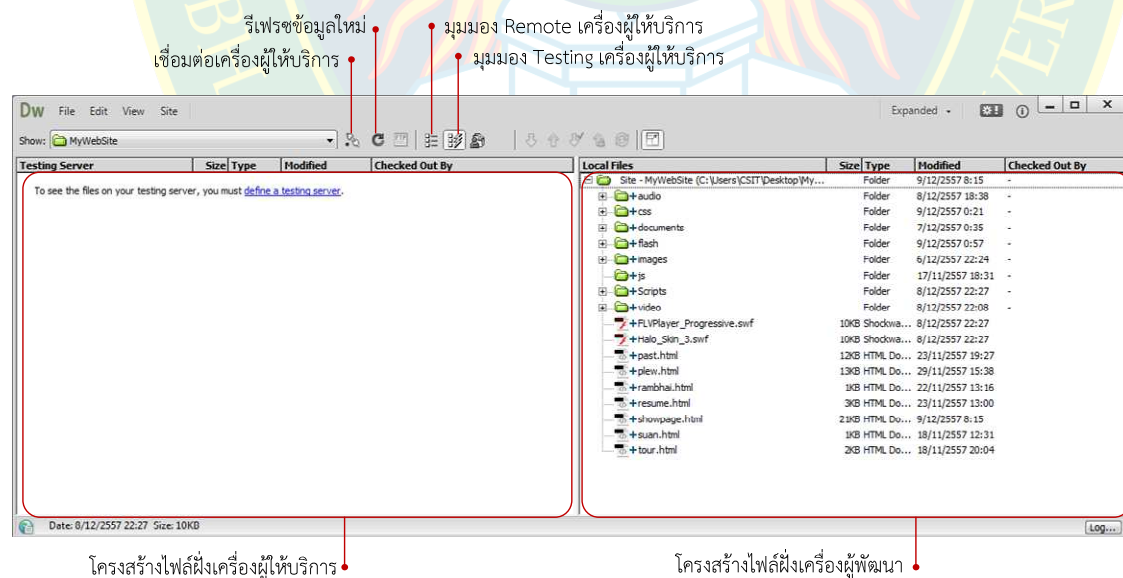 รีเฟรชข้อมูลใหม่
มุมมอง Remote เครื่องผู้ให้บริการ
เชื่อมต่อเครื่องผู้ให้บริการ
มุมมอง Testing เครื่องผู้ให้บริการ
Dw File Edit View Site Expanded
Show: MyWebSite
Testing Server Size Type Modified Checked Out By
Local Files Size Type Modified Checked Out By
To see the files on your testing server, you must define a testing server.
Site - MyWebSite (C:\Users\CSIT\Desktop\My... Folder 9/12/2557 8:15 -
audio Folder 8/12/2557 18:38 -
css Folder 9/12/2557 0:21 -
documents Folder 7/12/2557 0:35 -
flash Folder 9/12/2557 0:57 -
images Folder 6/12/2557 22:24 -
js Folder 17/11/2557 18:31 -
Scripts Folder 8/12/2557 22:27 -
video Folder 8/12/2557 22:08 -
FLVPlayer_Progressive.swf 10KB Shockwa... 8/12/2557 22:27
Halo_Skin_3.swf 10KB Shockwa... 8/12/2557 22:27
past.html 12KB HTML Do... 23/11/2557 19:27
plew.html 13KB HTML Do... 29/11/2557 15:38
rambhai.html 1KB HTML Do... 22/11/2557 13:16
resume.html 3KB HTML Do... 23/11/2557 13:00
showpage.html 21KB HTML Do... 9/12/2557 8:15
suan.html 1KB HTML Do... 18/11/2557 12:31
tour.html 2KB HTML Do... 18/11/2557 20:04
Date: 8/12/2557 22:27 Size: 10KB
Log...
โครงสร้างไฟล์ฝั่งเครื่องผู้ให้บริการ
โครงสร้างไฟล์ฝั่งเครื่องผู้พัฒนา